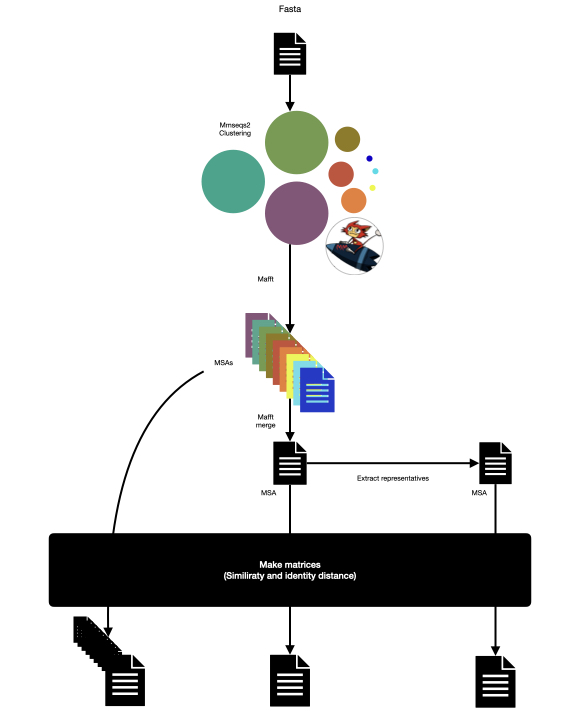 Fasta
Mmseqs2
Clustering
Mafft
MSAs
Mafft
merge
Extract representatives
MSA
MSA
Make matrices
(Similiraty and identity distance)